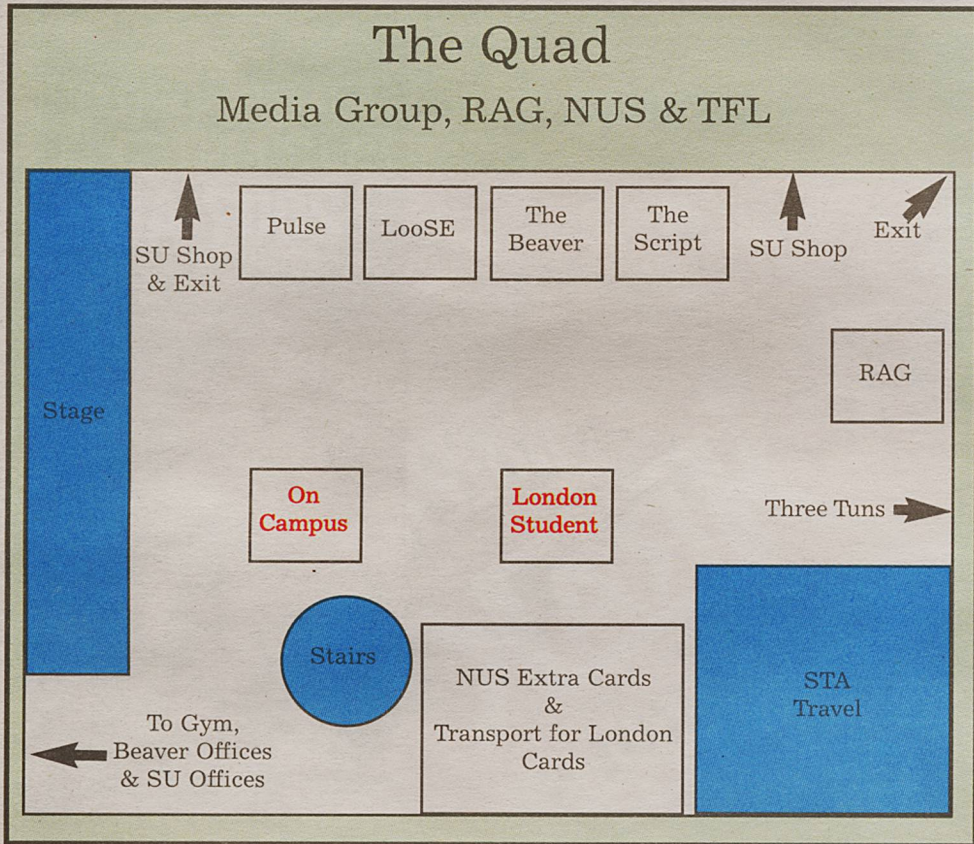 The Quad
Media Group, RAG, NUS & TFL
SU Shop
& Exit
Pulse
LooSE
The
Beaver
The
Script
SU Shop
Exit
Stage
RAG
On
Campus
London
Student
Three Tuns
Stairs
NUS Extra Cards
&
Transport for London
Cards
STA
Travel
To Gym,
Beaver Offices
& SU Offices